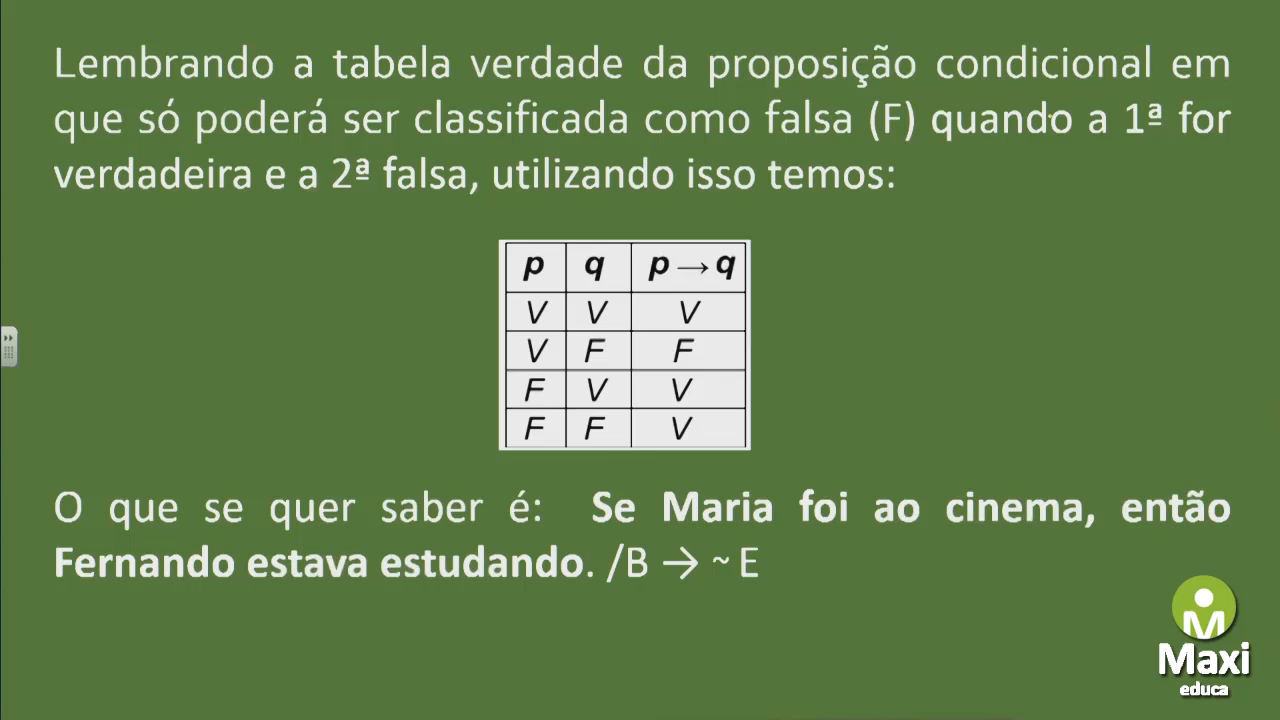 Lembrando a tabela verdade da proposição condicional em
que só poderá ser classificada como falsa (F) quando a 1ª for
verdadeira e a 2ª falsa, utilizando isso temos:
p q p → q
V V V
V F F
F V V
F F V
O que se quer saber é: Se Maria foi ao cinema, então
Fernando estava estudando. /B → ~ E
M
Maxi
educa